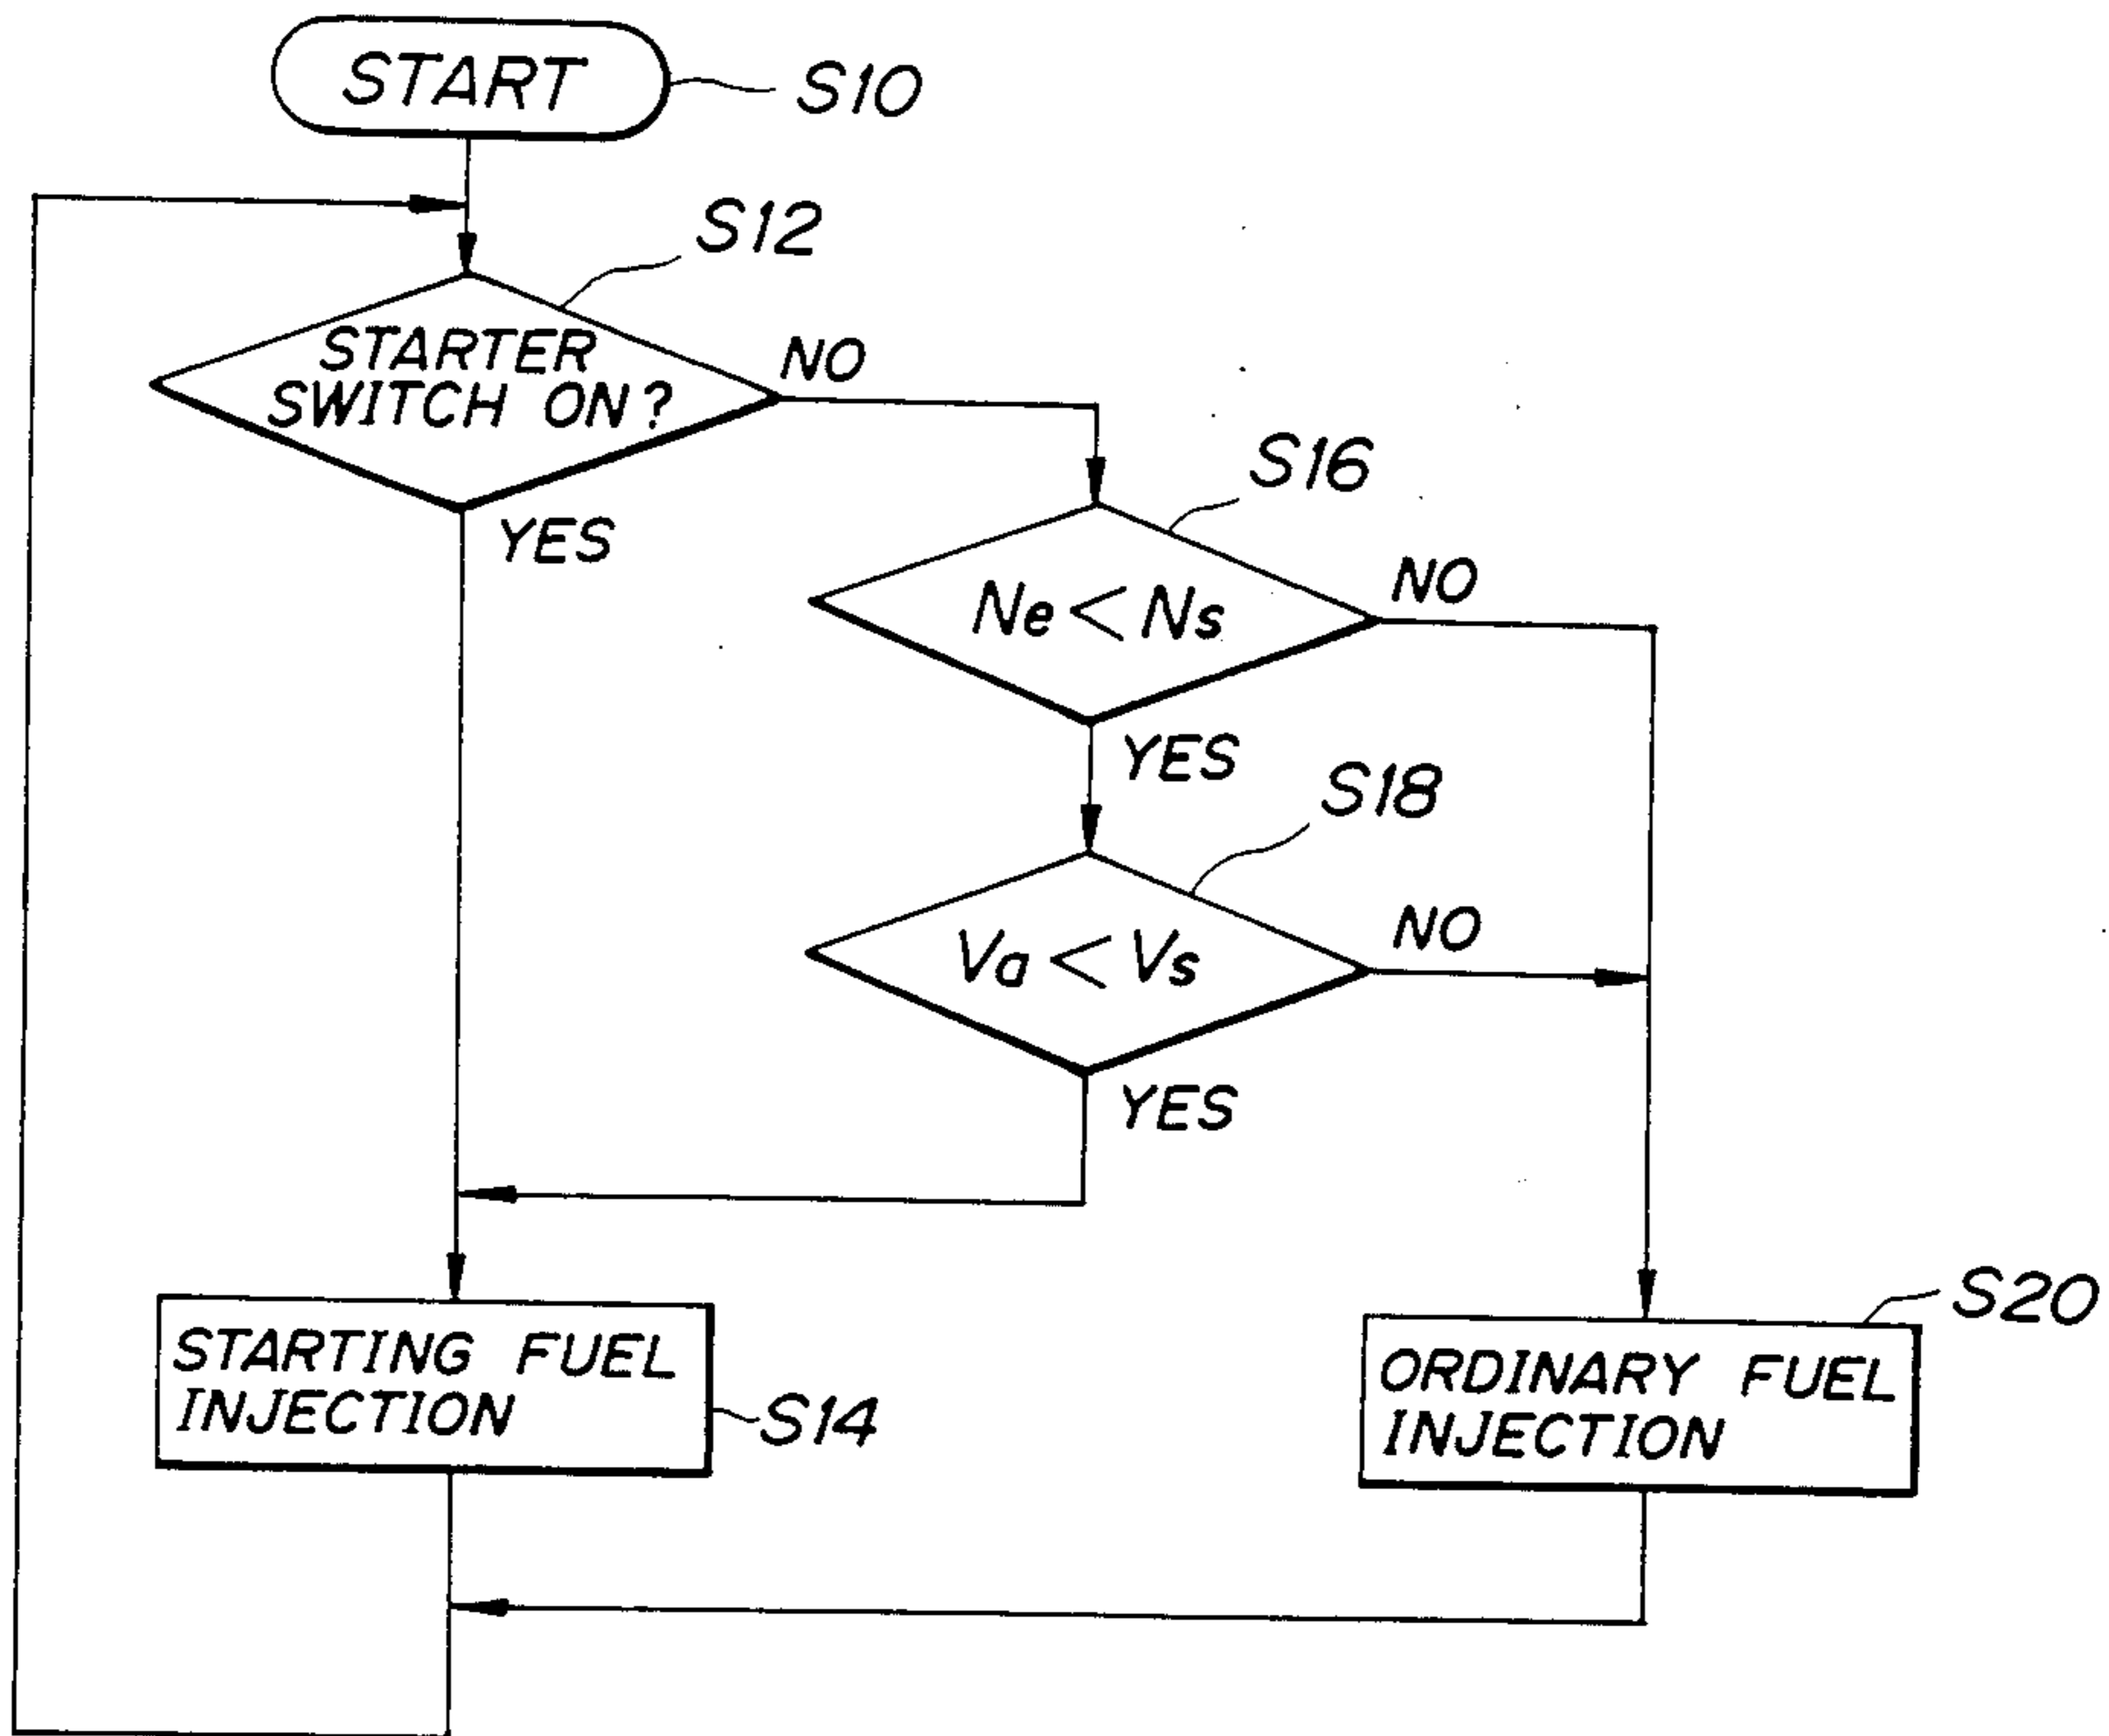 START
S10
S12
STARTER
SWITCH ON?
NO
YES
S16
Ne < Ns
NO
YES
S18
Va < Vs
NO
YES
STARTING FUEL
INJECTION
S14
S20
ORDINARY FUEL
INJECTION